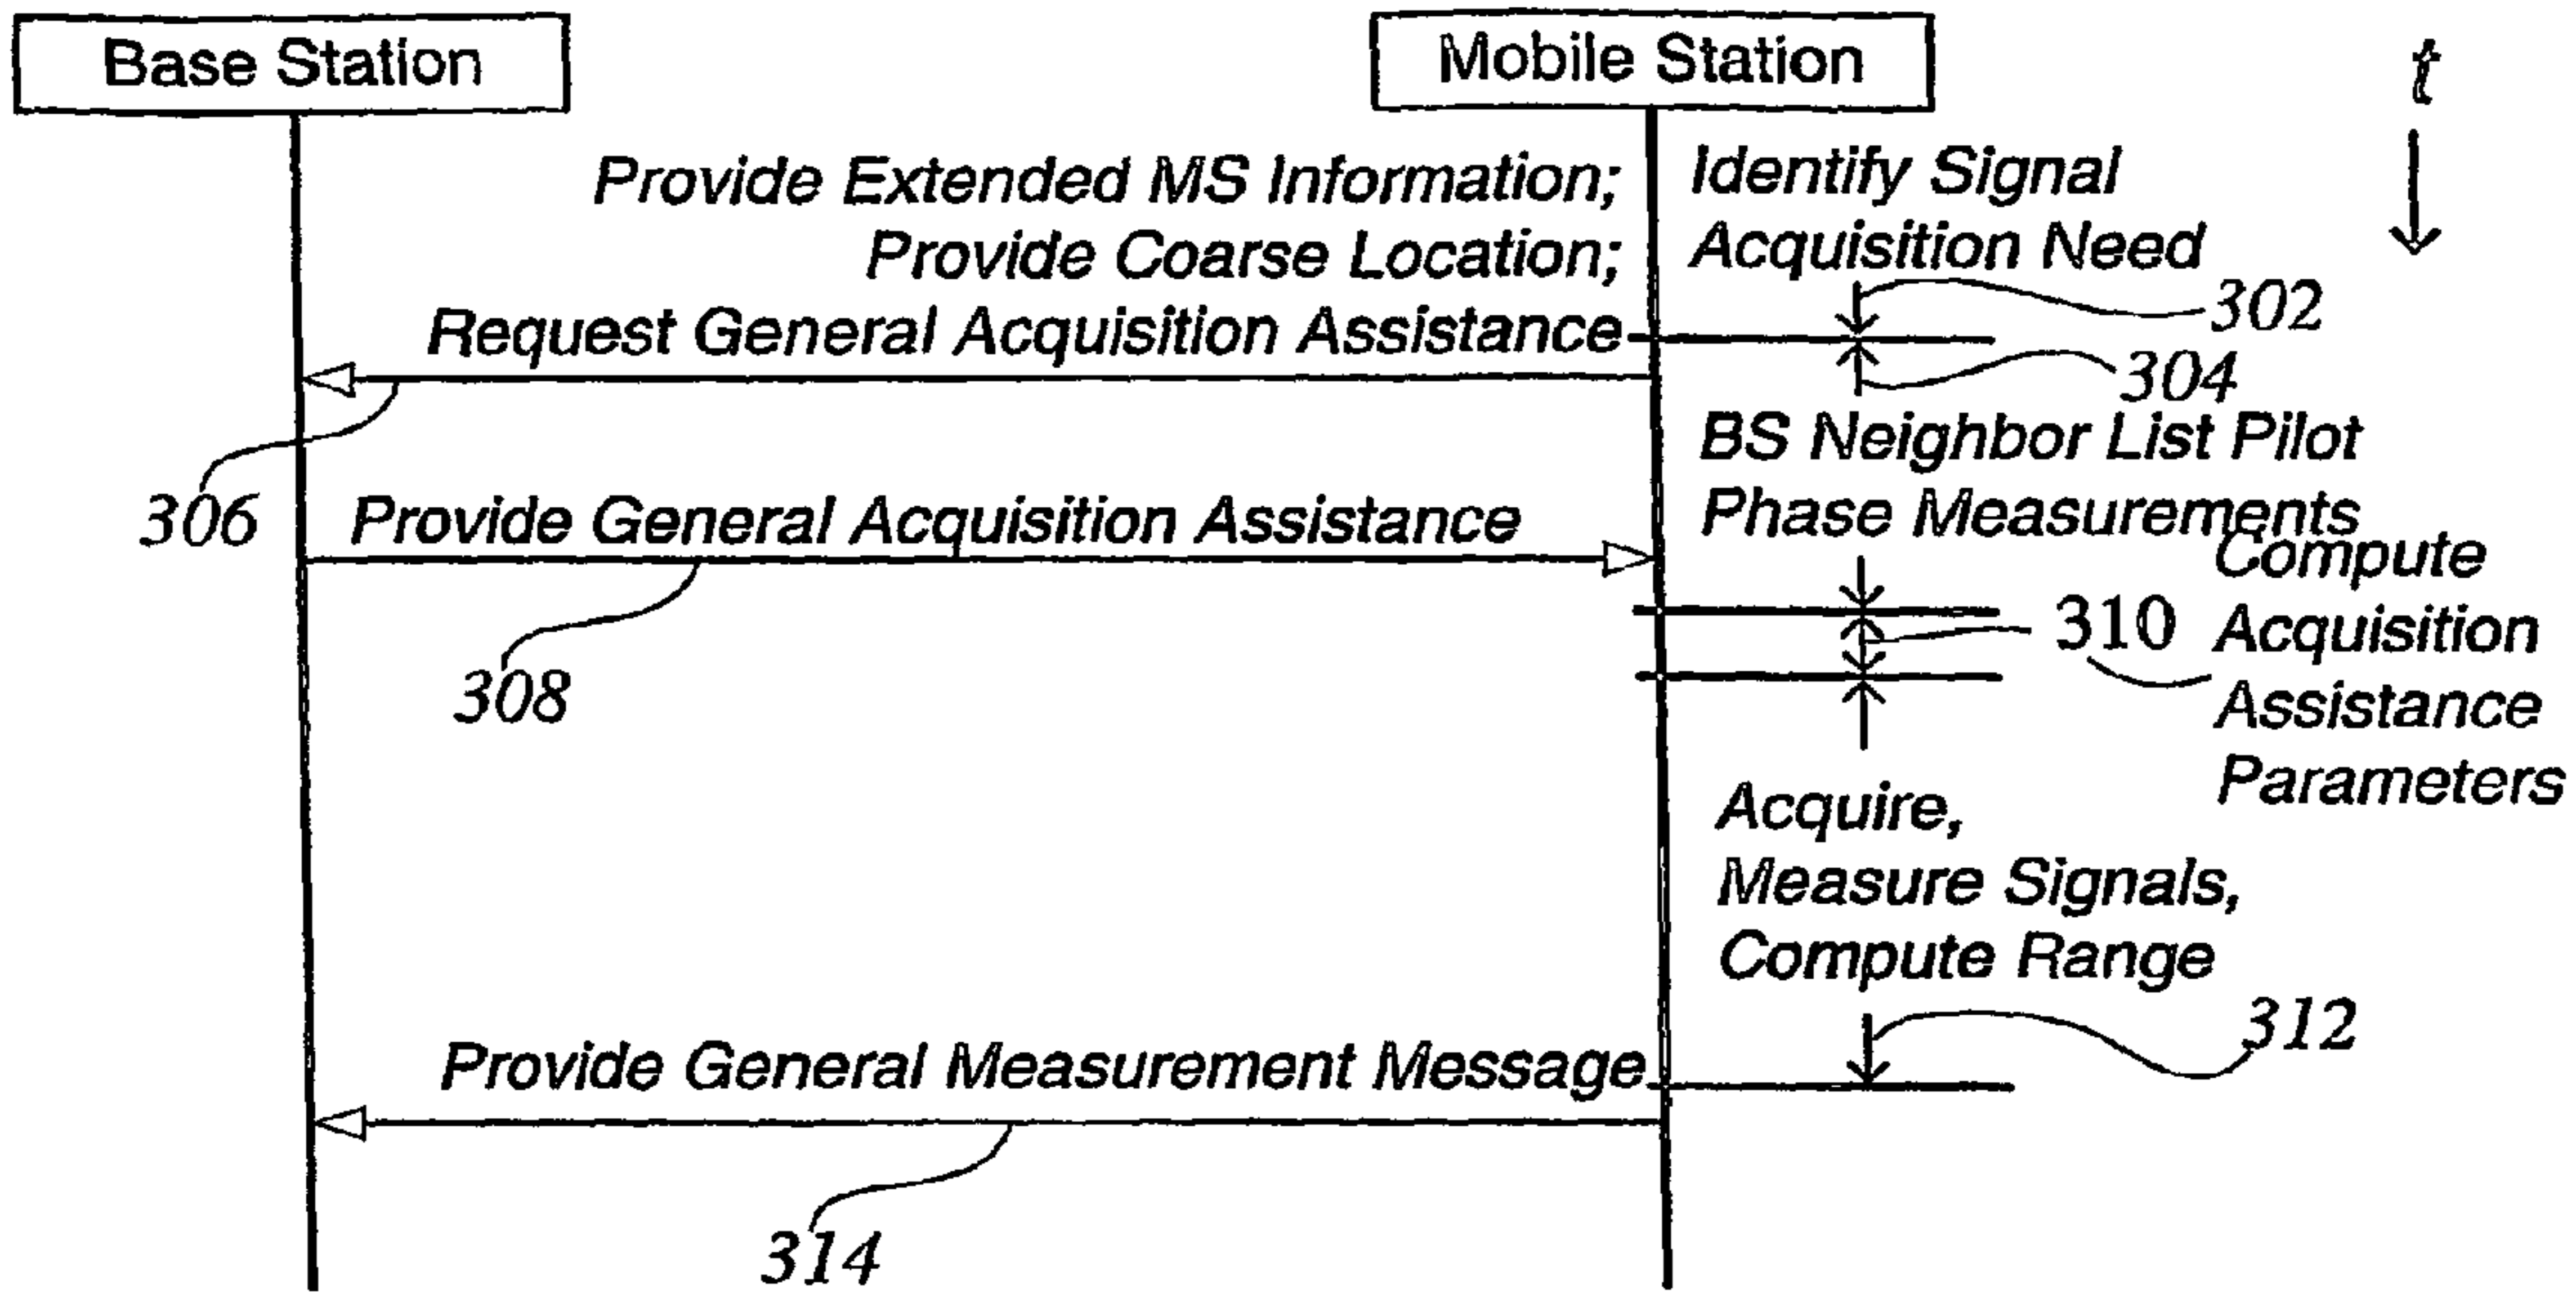 Base Station
Mobile Station
t
Provide Extended MS Information;
Provide Coarse Location;
Request General Acquisition Assistance
Identify Signal
Acquisition Need
302
304
306
BS Neighbor List Pilot
Phase Measurements
Provide General Acquisition Assistance
308
310
Compute
Acquisition
Assistance
Parameters
Acquire,
Measure Signals,
Compute Range
312
Provide General Measurement Message
314